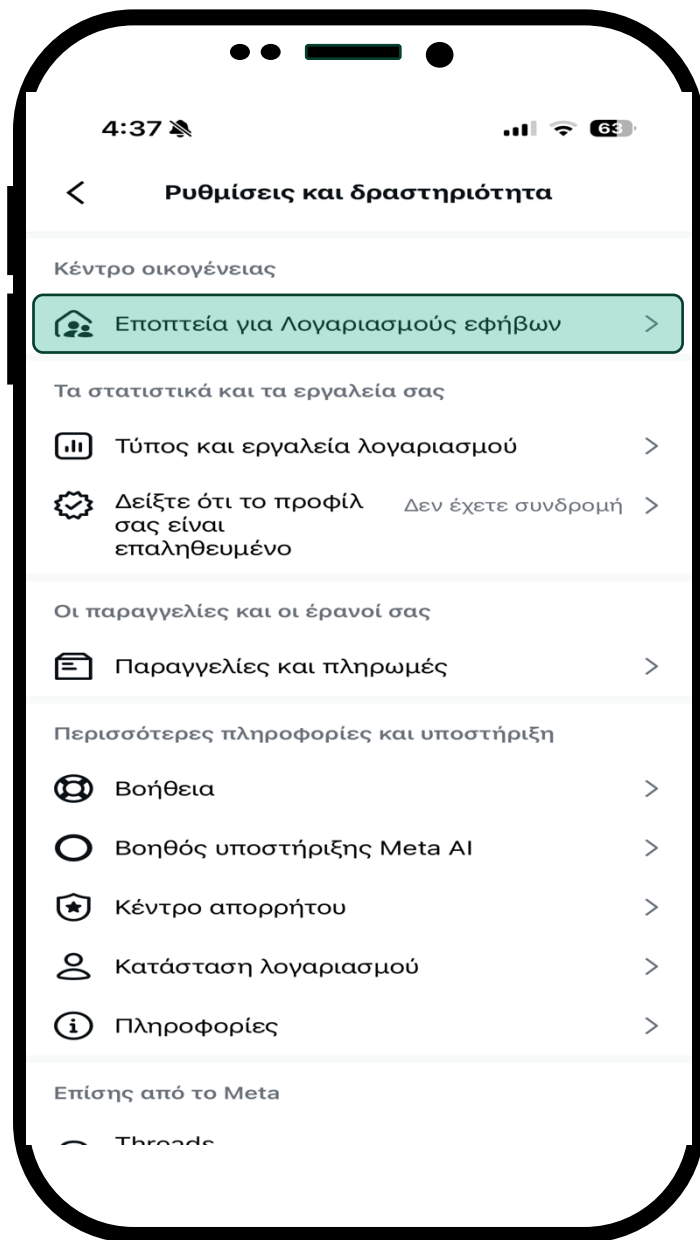 4:37
63
Ρυθμίσεις και δραστηριότητα
Κέντρο οικογένειας
Εποπτεία για Λογαριασμούς εφήβων
Τα στατιστικά και τα εργαλεία σας
Τύπος και εργαλεία λογαριασμού
Δείξτε ότι το προφίλ
Δεν έχετε συνδρομή
σας είναι
επαληθευμένο
Οι παραγγελίες και οι έρανοί σας
Παραγγελίες και πληρωμές
Περισσότερες πληροφορίες και υποστήριξη
Βοήθεια
Βοηθός υποστήριξης Meta AI
Κέντρο απορρήτου
Κατάσταση λογαριασμού
Πληροφορίες
Επίσης από το Meta
Threads